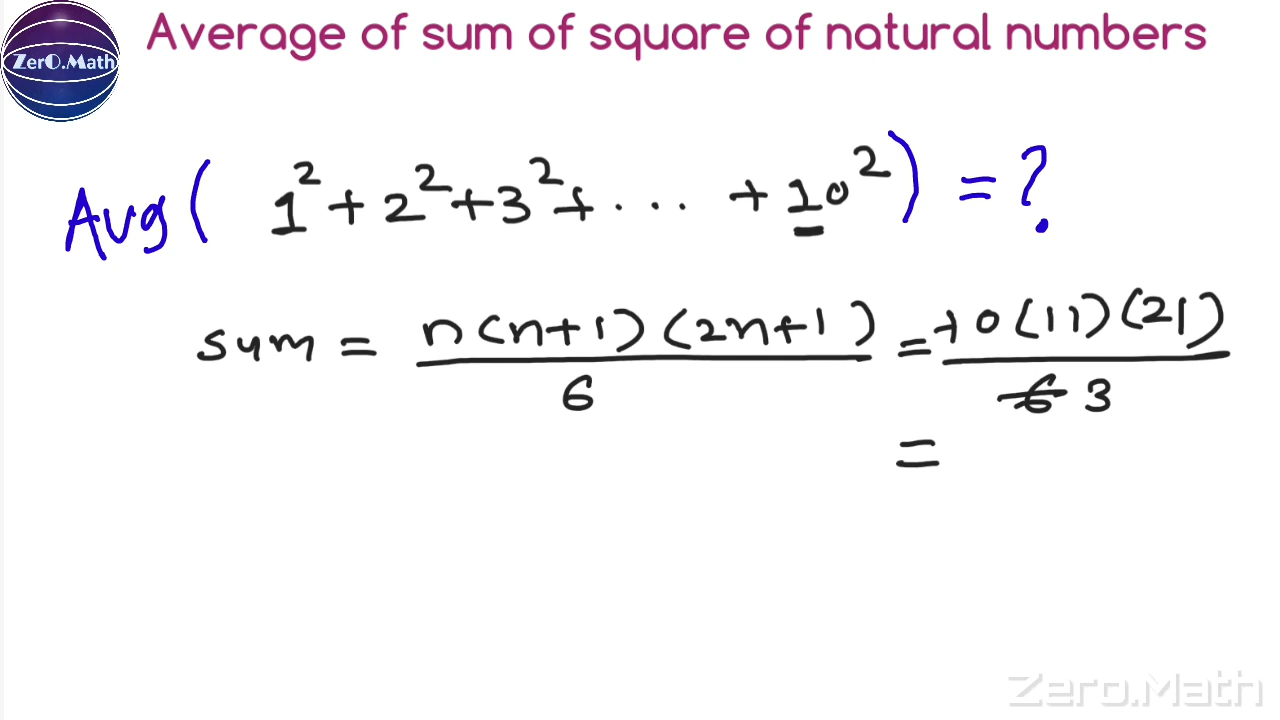 Average of sum of square of natural numbers
ZerO.Math
Avg( 1² + 2² + 3² + ... + 10² ) = ?
sum = n(n+1)(2n+1) / 6 = 10(11)(21) / 6 3
=
Zero.Math